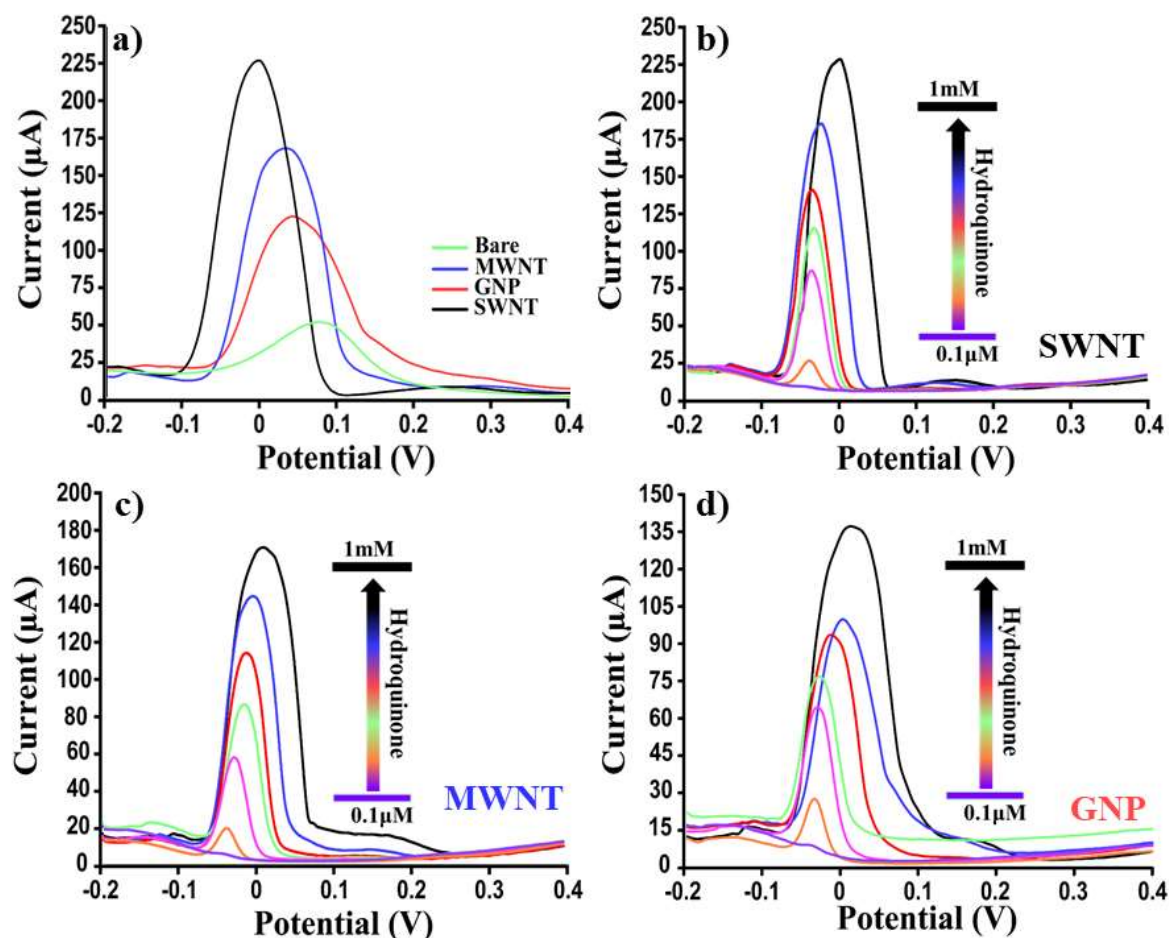 a)
Current (µA)
250
225
200
175
150
125
100
75
50
25
0
-0.2 -0.1 0 0.1 0.2 0.3 0.4
Potential (V)
Bare
MWNT
GNP
SWNT
b)
Current (µA)
250
225
200
175
150
125
100
75
50
25
0
-0.2 -0.1 0 0.1 0.2 0.3 0.4
Potential (V)
1mM
Hydroquinone
0.1µM
SWNT
c)
Current (µA)
200
180
160
140
120
100
80
60
40
20
0
-0.2 -0.1 0 0.1 0.2 0.3 0.4
Potential (V)
1mM
Hydroquinone
0.1µM
MWNT
d)
Current (µA)
150
135
120
105
90
75
60
45
30
15
0
-0.2 -0.1 0 0.1 0.2 0.3 0.4
Potential (V)
1mM
Hydroquinone
0.1µM
GNP